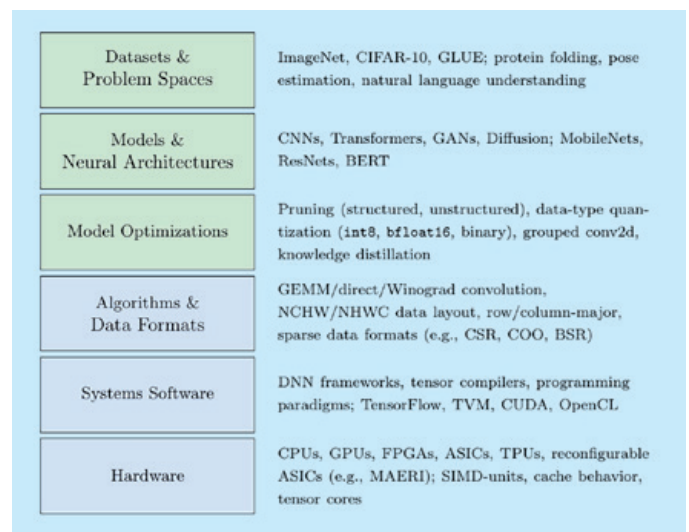 Datasets &
Problem Spaces
ImageNet, CIFAR-10, GLUE; protein folding, pose
estimation, natural language understanding
Models &
Neural Architectures
CNNs, Transformers, GANs, Diffusion; MobileNets,
ResNets, BERT
Model Optimizations
Pruning (structured, unstructured), data-type quan-
tization (int8, bfloat16, binary), grouped conv2d,
knowledge distillation
Algorithms &
Data Formats
GEMM/direct/Winograd convolution,
NCHW/NHWC data layout, row/column-major,
sparse data formats (e.g., CSR, COO, BSR)
Systems Software
DNN frameworks, tensor compilers, programming
paradigms; TensorFlow, TVM, CUDA, OpenCL
Hardware
CPUs, GPUs, FPGAs, ASICs, TPUs, reconfigurable
ASICs (e.g., MAERI); SIMD-units, cache behavior,
tensor cores